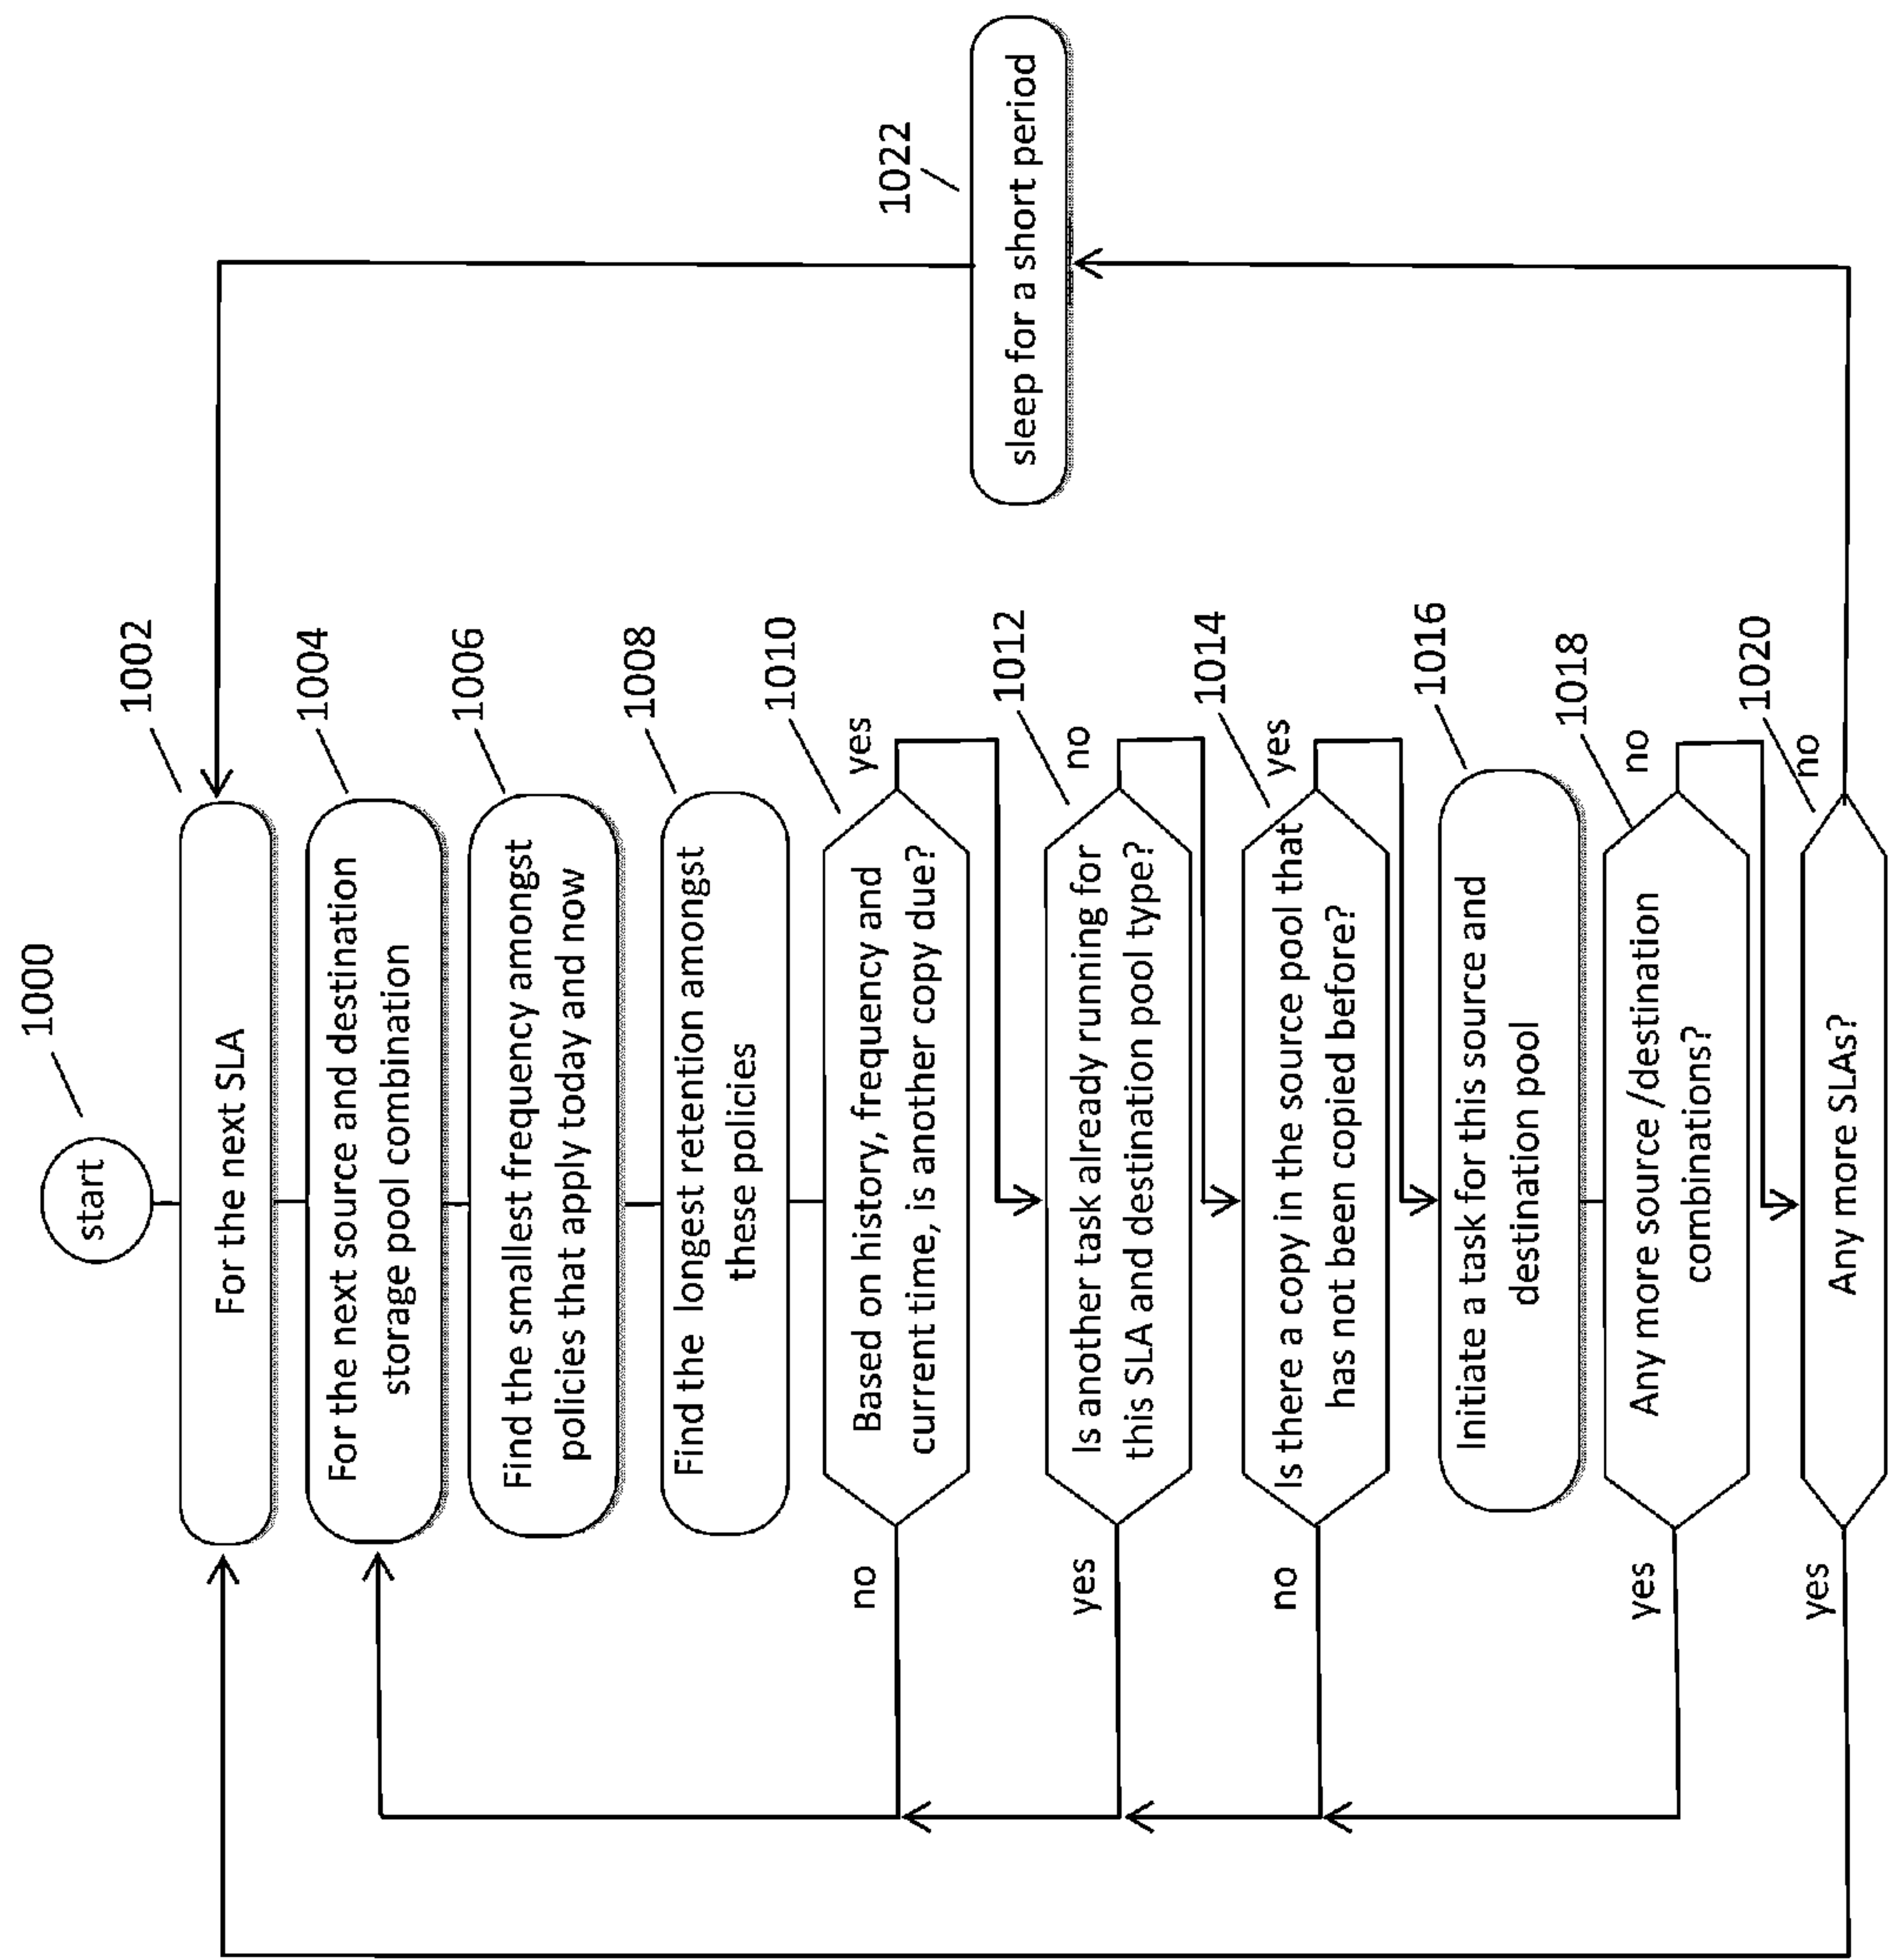 1000
start
1002
For the next SLA
1004
For the next source and destination
storage pool combination
1006
Find the smallest frequency amongst
policies that apply today and now
1008
Find the longest retention amongst
these policies
1010
Based on history, frequency and
current time, is another copy due?
no
yes
1012
Is another task already running for
this SLA and destination pool type?
yes
no
1014
Is there a copy in the source pool that
has not been copied before?
no
yes
1016
Initiate a task for this source and
destination pool
1018
Any more source /destination
combinations?
yes
no
1020
Any more SLAs?
yes
no
1022
sleep for a short period